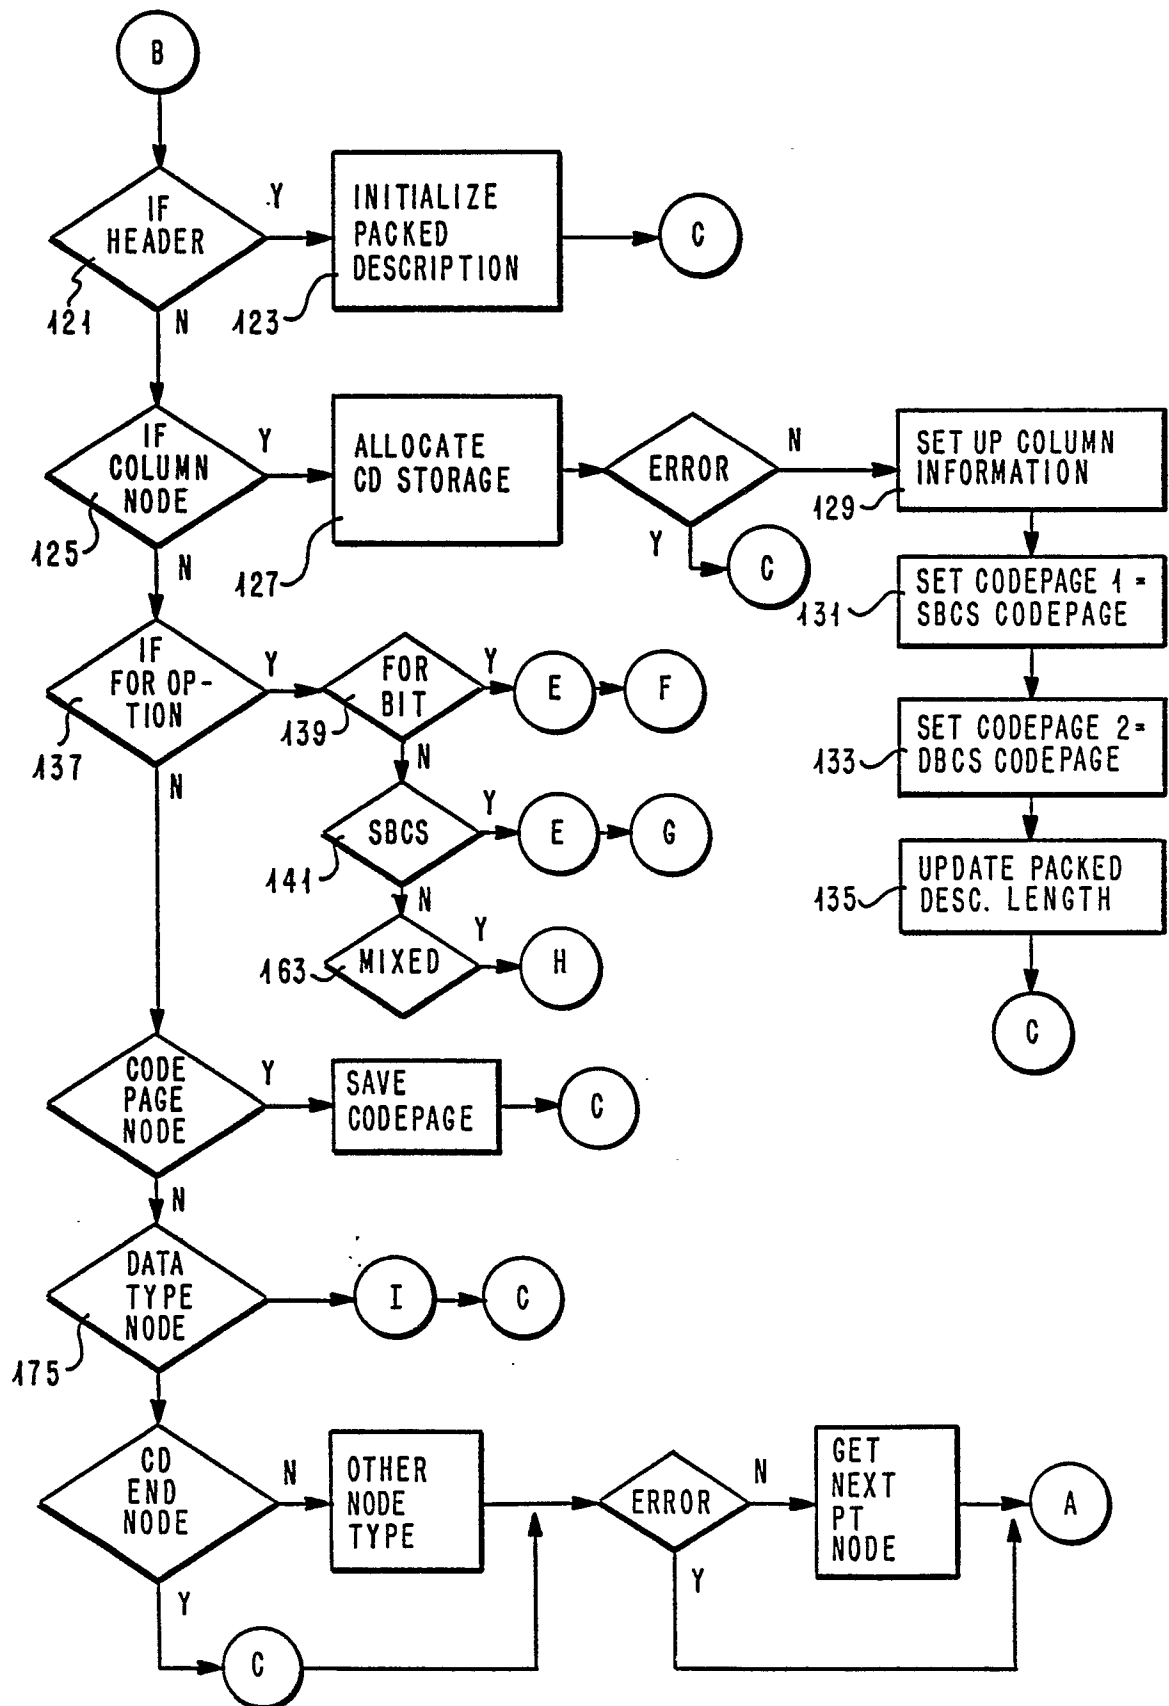 B
IF
HEADER
Y
INITIALIZE
PACKED
DESCRIPTION
C
121
N
123
IF
COLUMN
NODE
Y
ALLOCATE
CD STORAGE
ERROR
N
SET UP COLUMN
INFORMATION
125
N
127
Y
C
129
SET CODEPAGE 1 =
SBCS CODEPAGE
131
IF
FOR OP-
TION
Y
FOR
BIT
Y
E
F
137
N
139
N
SET CODEPAGE 2=
DBCS CODEPAGE
133
SBCS
Y
E
G
141
N
UPDATE PACKED
DESC. LENGTH
135
MIXED
Y
H
163
C
CODE
PAGE
NODE
Y
SAVE
CODEPAGE
C
N
DATA
TYPE
NODE
I
C
175
CD
END
NODE
N
OTHER
NODE
TYPE
ERROR
N
GET
NEXT
PT
NODE
A
Y
Y
C